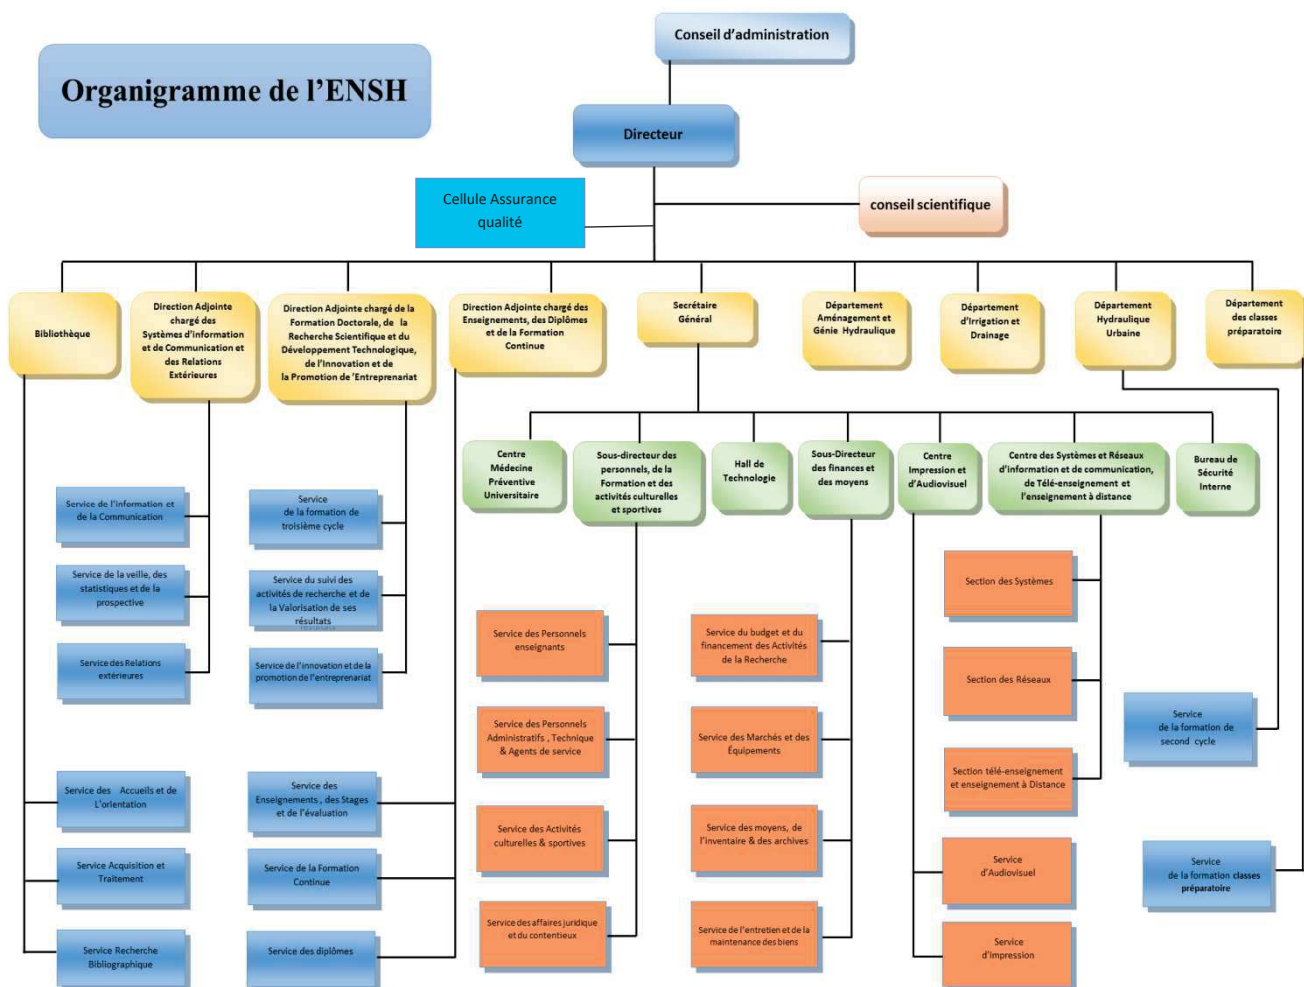 Conseil d'administration
Organigramme de l'ENSH
Directeur
Cellule Assurance
qualité
conseil scientifique
Bibliothèque
Direction Adjointe
chargé des
Systèmes d'information
et de Communication et
des Relations
Extérieures
Direction Adjointe chargé de la
Formation Doctorale, de la
Recherche Scientifique et du
Développement Technologique,
de l'Innovation et de
la Promotion de 'Entreprenariat
Direction Adjointe chargé des
Enseignements, des Diplômes
et de la Formation
Continue
Secrétaire
Général
Département
Aménagement et
Génie Hydraulique
Département
d'Irrigation et
Drainage
Département
Hydraulique
Urbaine
Département
des classes
préparatoire
Centre
Médecine
Préventive
Universitaire
Sous-directeur des
personnels, de la
Formation et des
activités culturelles
et sportives
Hall de
Technologie
Sous-Directeur
des finances et
des moyens
Centre
Impression et
d'Audiovisuel
Centre des Systèmes et Réseaux
d'information et de communication,
de Télé-enseignement et
l'enseignement à distance
Bureau de
Sécurité
Interne
Service de l'information et
de la Communication
Service de la veille, des
statistiques et de la
prospective
Service des Relations
extérieures
Service
de la formation de
troisième cycle
Service du suivi des
activités de recherche et de
la Valorisation de ses
résultats
Service de l'innovation et de la
promotion de l'entreprenariat
Service des Accueils et de
L'orientation
Service Acquisition et
Traitement
Service Recherche
Bibliographique
Service des
Enseignements , des Stages
et de l'évaluation
Service de la Formation
Continue
Service des diplômes
Service des Personnels
enseignants
Service des Personnels
Administratifs , Technique
& Agents de service
Service des Activités
culturelles & sportives
Service des affaires juridique
et du contentieux
Service du budget et du
financement des Activités
de la Recherche
Service des Marchés et des
Équipements
Service des moyens, de
l'inventaire & des archives
Service de l'entretien et de la
maintenance des biens
Section des Systèmes
Section des Réseaux
Section télé-enseignement
et enseignement à Distance
Service
d'Audiovisuel
Service
d'impression
Service
de la formation de
second cycle
Service
de la formation classes
préparatoire